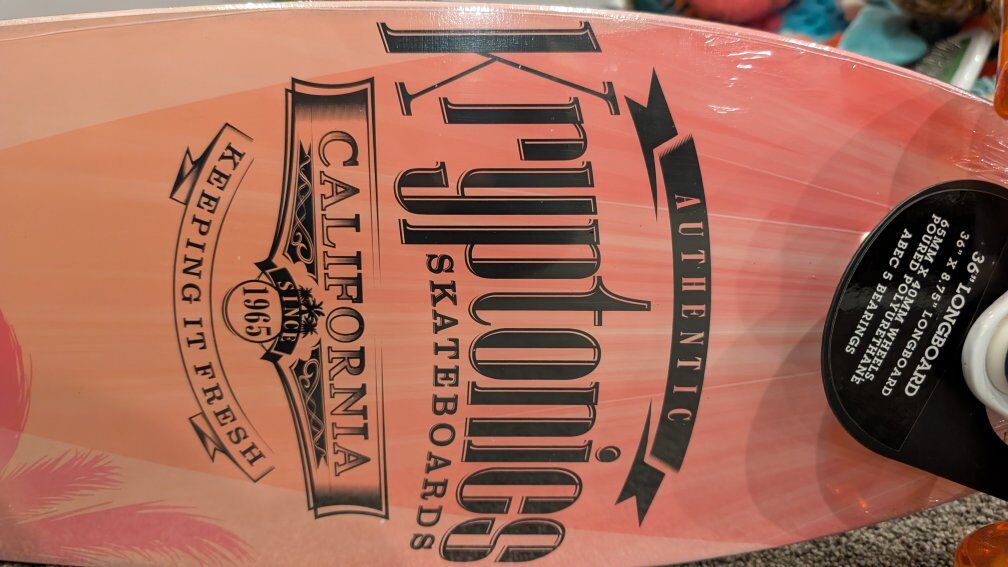 AUTHENTIC
Kryptonics
SKATEBOARDS
CALIFORNIA
SINCE
1965
KEEPING IT FRESH
36" LONGBOARD
36" X 8.75" LONGBOARD
65MM X 40MM WHEELS
POURED POLYURETHANE
ABEC 5 BEARINGS